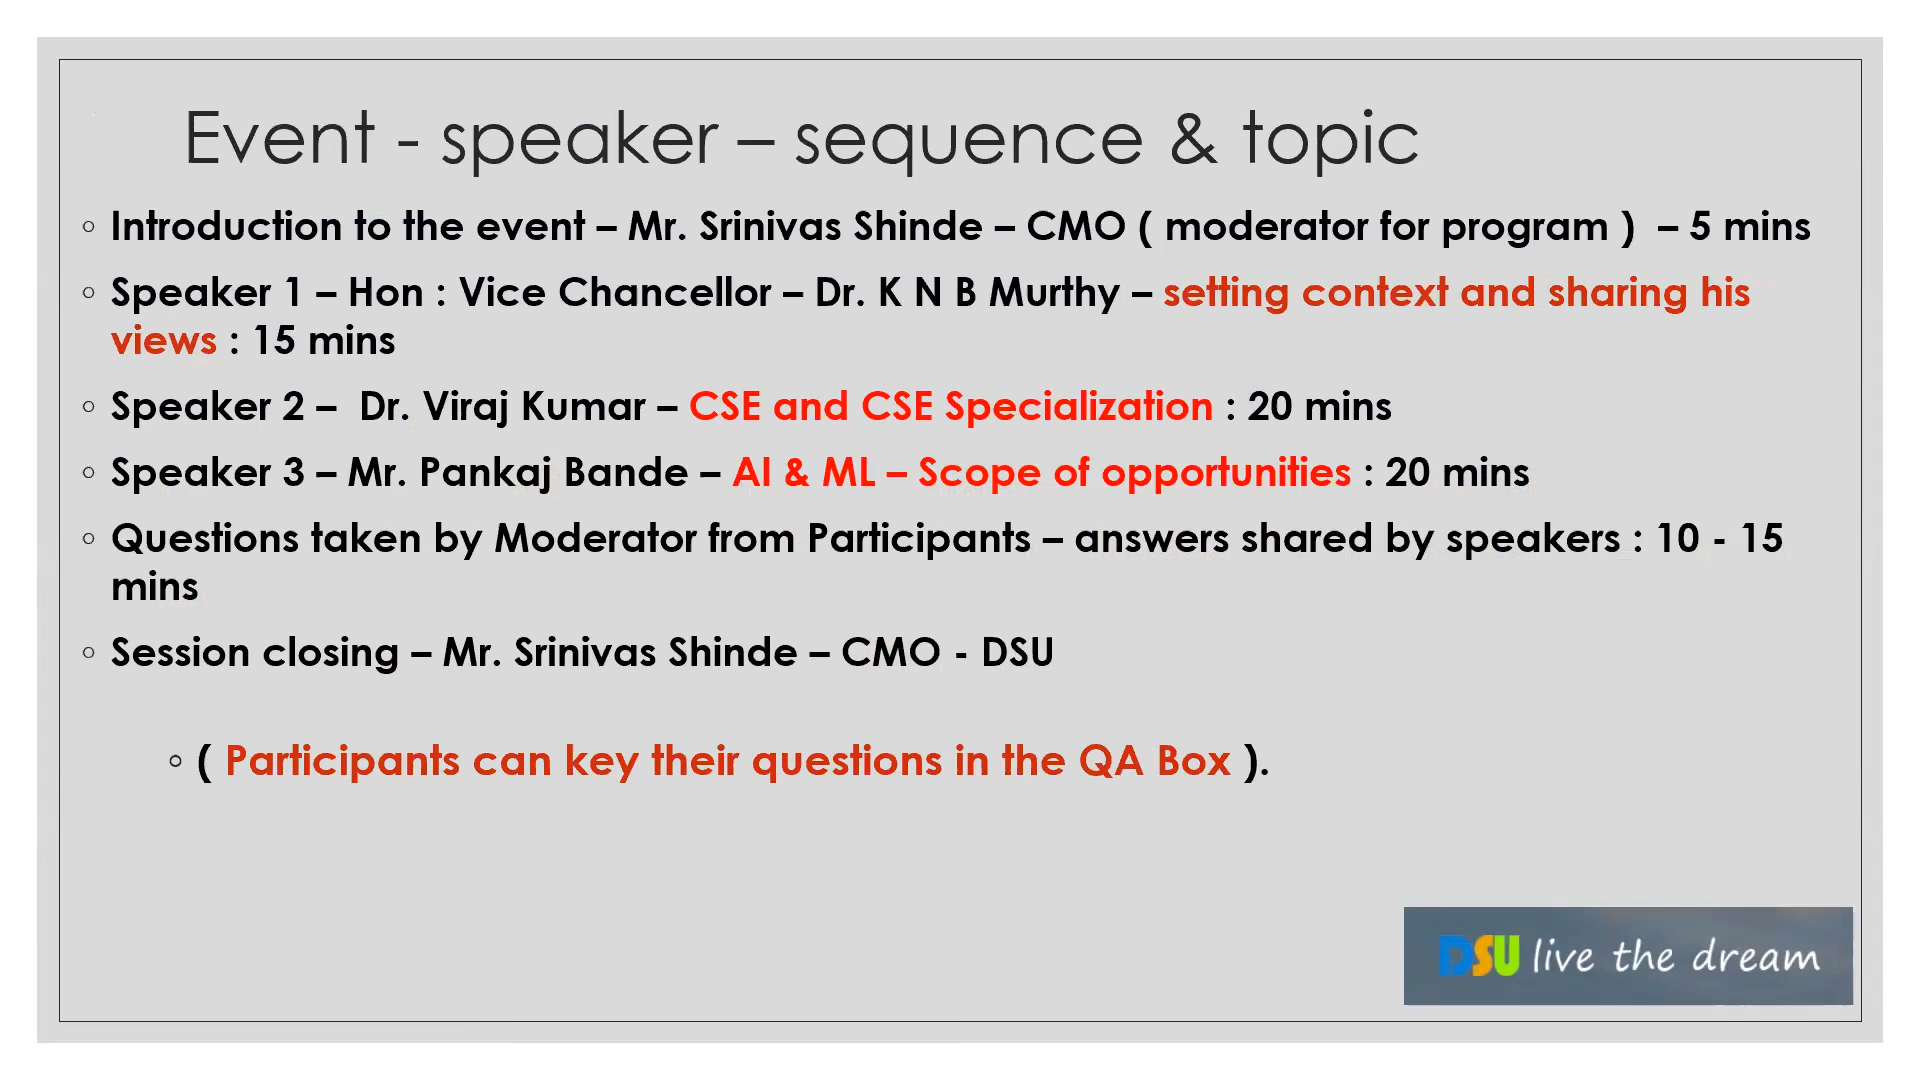 Event - speaker – sequence & topic
◦ Introduction to the event – Mr. Srinivas Shinde – CMO ( moderator for program )  – 5 mins
◦ Speaker 1 – Hon : Vice Chancellor – Dr. K N B Murthy – setting context and sharing his
views : 15 mins
◦ Speaker 2 –  Dr. Viraj Kumar – CSE and CSE Specialization : 20 mins
◦ Speaker 3 – Mr. Pankaj Bande – AI & ML – Scope of opportunities : 20 mins
◦ Questions taken by Moderator from Participants – answers shared by speakers : 10 - 15
mins
◦ Session closing – Mr. Srinivas Shinde – CMO - DSU
◦ ( Participants can key their questions in the QA Box ).
DSU live the dream